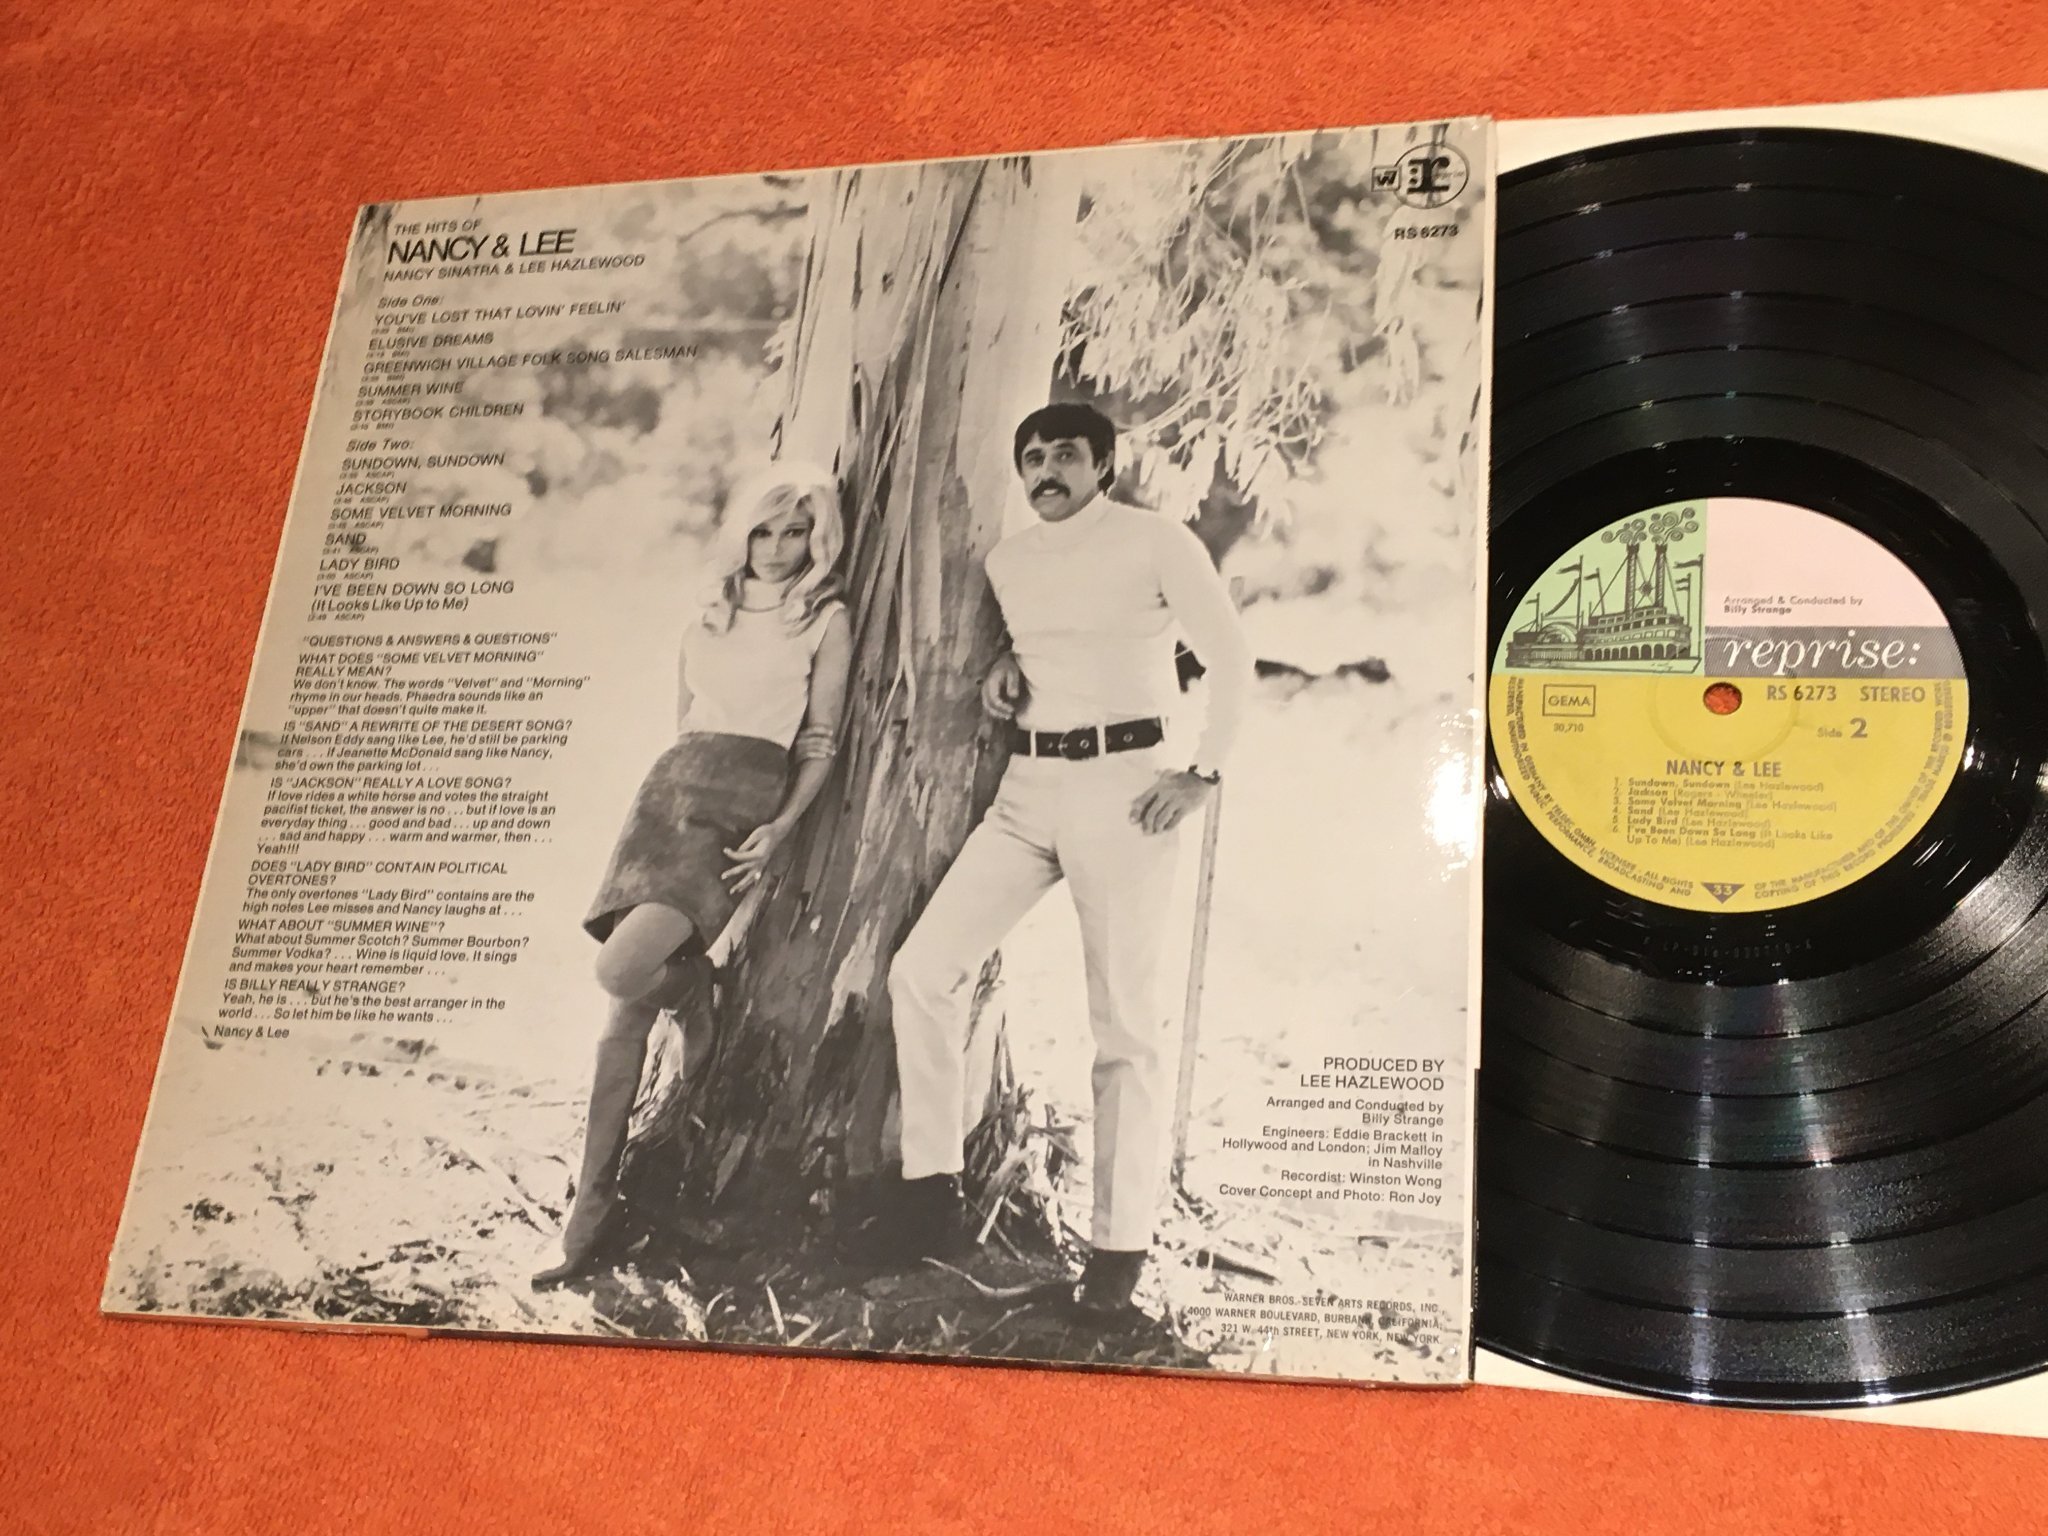 THE HITS OF
NANCY & LEE
NANCY SINATRA & LEE HAZLEWOOD
Side One:
YOU'VE LOST THAT LOVIN' FEELIN'
ELUSIVE DREAMS
GREENWICH VILLAGE FOLK SONG SALESMAN
SUMMER WINE
STORYBOOK CHILDREN
Side Two:
SUNDOWN, SUNDOWN
JACKSON
SOME VELVET MORNING
SAND
LADY BIRD
I'VE BEEN DOWN SO LONG
(It Looks Like Up to Me)
"QUESTIONS & ANSWERS & QUESTIONS"
WHAT DOES "SOME VELVET MORNING"
REALLY MEAN?
We don't know. The words "Velvet" and "Morning"
rhyme in our heads. Phaedra sounds like an
"upper" that doesn't quite make it.
IS "SAND" A REWRITE OF THE DESERT SONG?
If Nelson Eddy sang like Lee, he'd still be parking
cars . . . if Jeanette McDonald sang like Nancy,
she'd own the parking lot . . .
IS "JACKSON" REALLY A LOVE SONG?
If love rides a white horse and votes the straight
pacifist ticket, the answer is no . . . but if love is an
everyday thing . . . good and bad . . . up and down
. . . sad and happy . . . warm and warmer, then . . .
Yeah!!!
DOES "LADY BIRD" CONTAIN POLITICAL
OVERTONES?
The only overtones "Lady Bird" contains are the
high notes Lee misses and Nancy laughs at . . .
WHAT ABOUT "SUMMER WINE"?
What about Summer Scotch? Summer Bourbon?
Summer Vodka? . . . Wine is liquid love. It sings
and makes your heart remember . . .
IS BILLY REALLY STRANGE?
Yeah, he is . . . but he's the best arranger in the
world . . . So let him be like he wants . . .
Nancy & Lee
W r
RS 6273
PRODUCED BY
LEE HAZLEWOOD
Arranged and Conducted by
Billy Strange
Engineers: Eddie Brackett in
Hollywood and London; Jim Malloy
in Nashville
Recordist: Winston Wong
Cover Concept and Photo: Ron Joy
WARNER BROS.-SEVEN ARTS RECORDS, INC.,
4000 WARNER BOULEVARD, BURBANK, CALIFORNIA;
321 W. 44th STREET, NEW YORK, NEW YORK
Arranged & Conducted by
Billy Strange
reprise:
RS 6273 STEREO
GEMA
30,710
Side 2
NANCY & LEE
1. Sundown, Sundown (Lee Hazlewood)
2. Jackson (Rogers - Wheeler)
3. Some Velvet Morning (Lee Hazlewood)
4. Sand (Lee Hazlewood)
5. Lady Bird (Lee Hazlewood)
6. I've Been Down So Long (It Looks Like
Up To Me) (Lee Hazlewood)
33